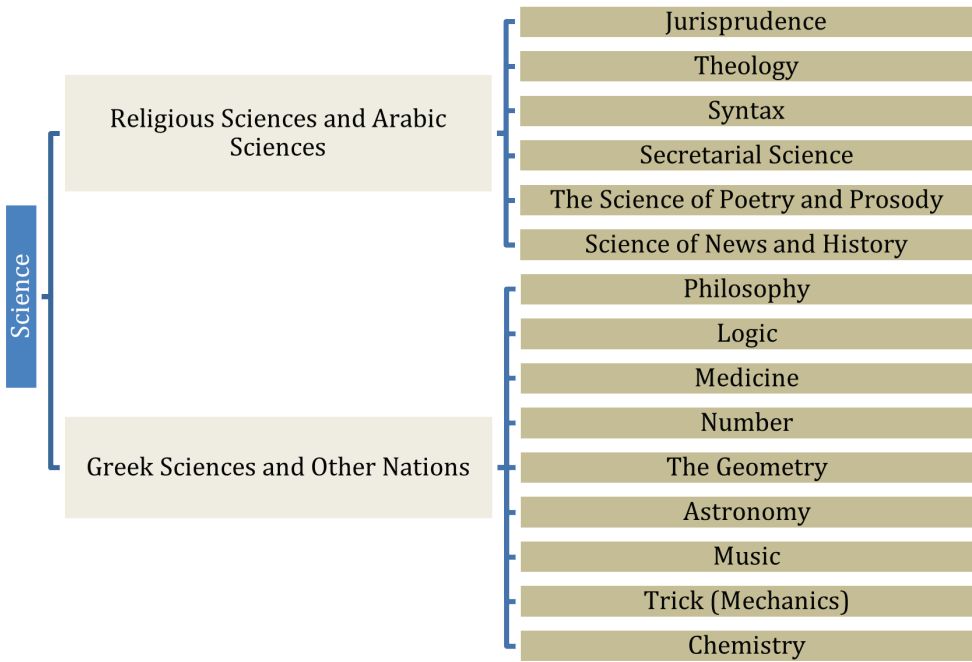 Science
Religious Sciences and Arabic
Sciences
Jurisprudence
Theology
Syntax
Secretarial Science
The Science of Poetry and Prosody
Science of News and History
Greek Sciences and Other Nations
Philosophy
Logic
Medicine
Number
The Geometry
Astronomy
Music
Trick (Mechanics)
Chemistry